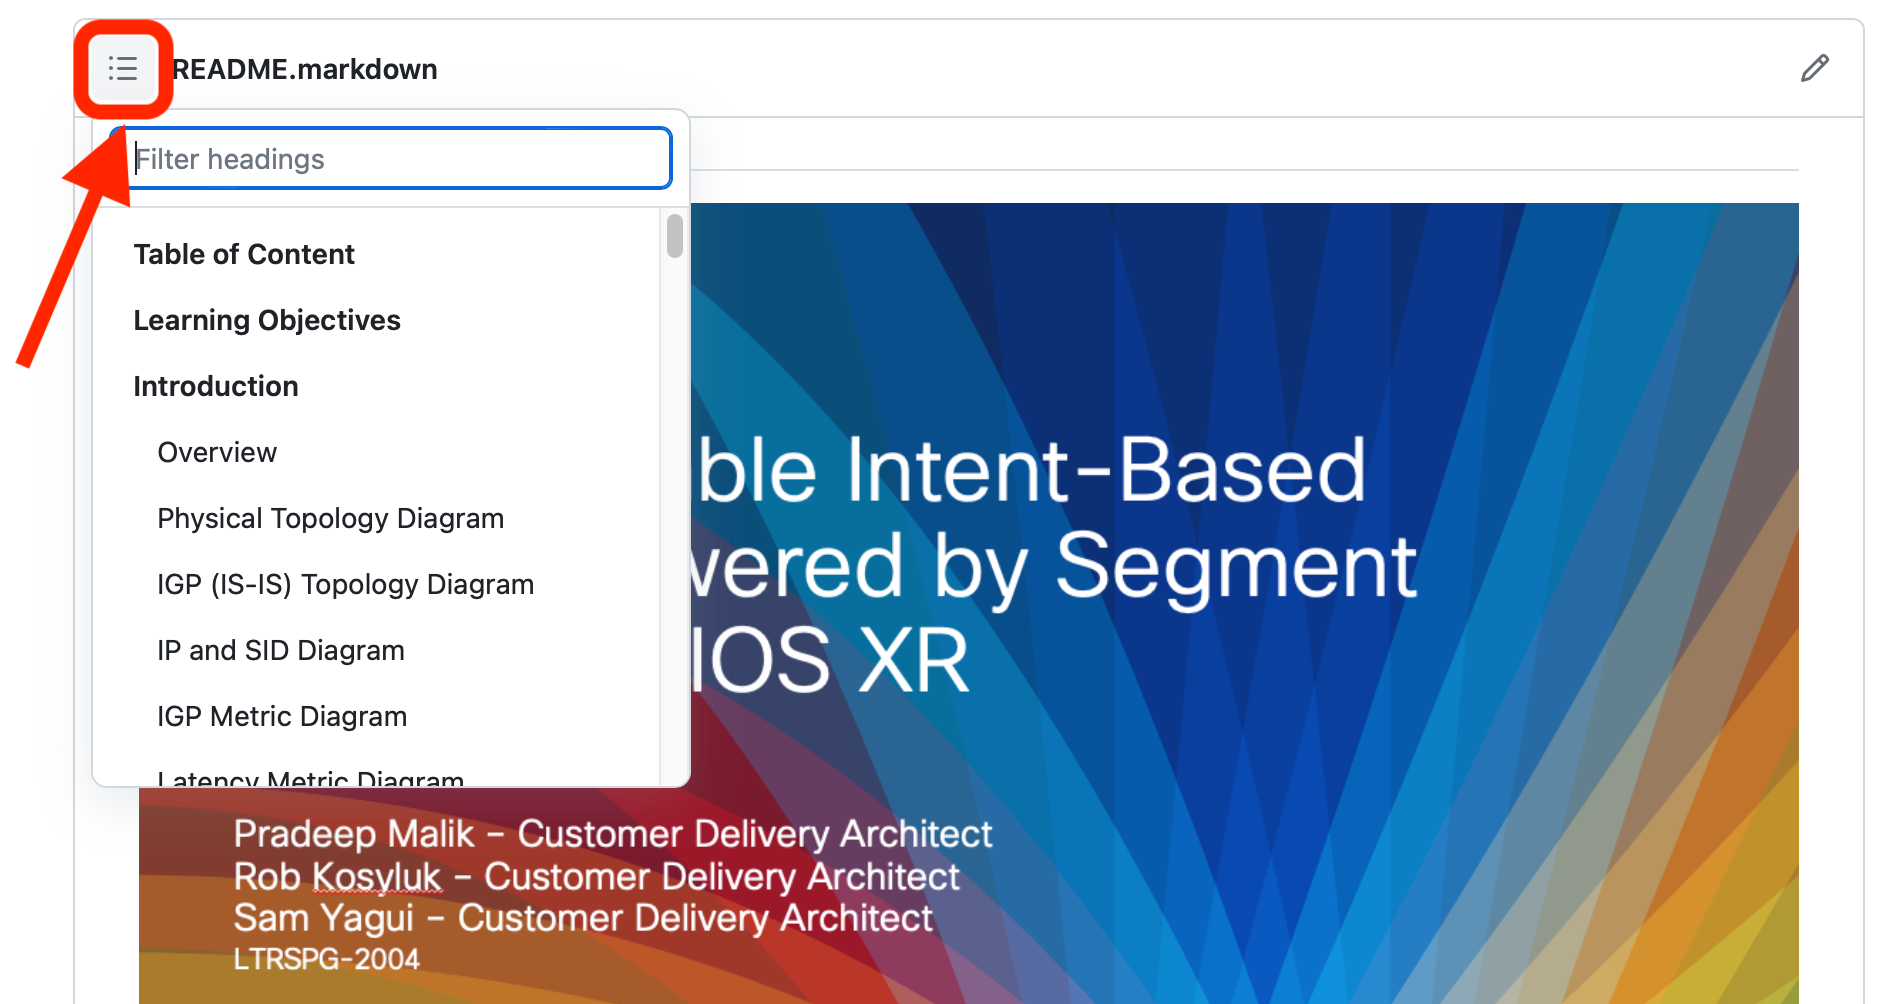 README.markdown
Filter headings
Table of Content
Learning Objectives
Introduction
Overview
Physical Topology Diagram
IGP (IS-IS) Topology Diagram
IP and SID Diagram
IGP Metric Diagram
Latency Metric Diagram
ble Intent-Based
wered by Segment
IOS XR
Pradeep Malik – Customer Delivery Architect
Rob Kosyluk – Customer Delivery Architect
Sam Yagui – Customer Delivery Architect
LTRSPG-2004